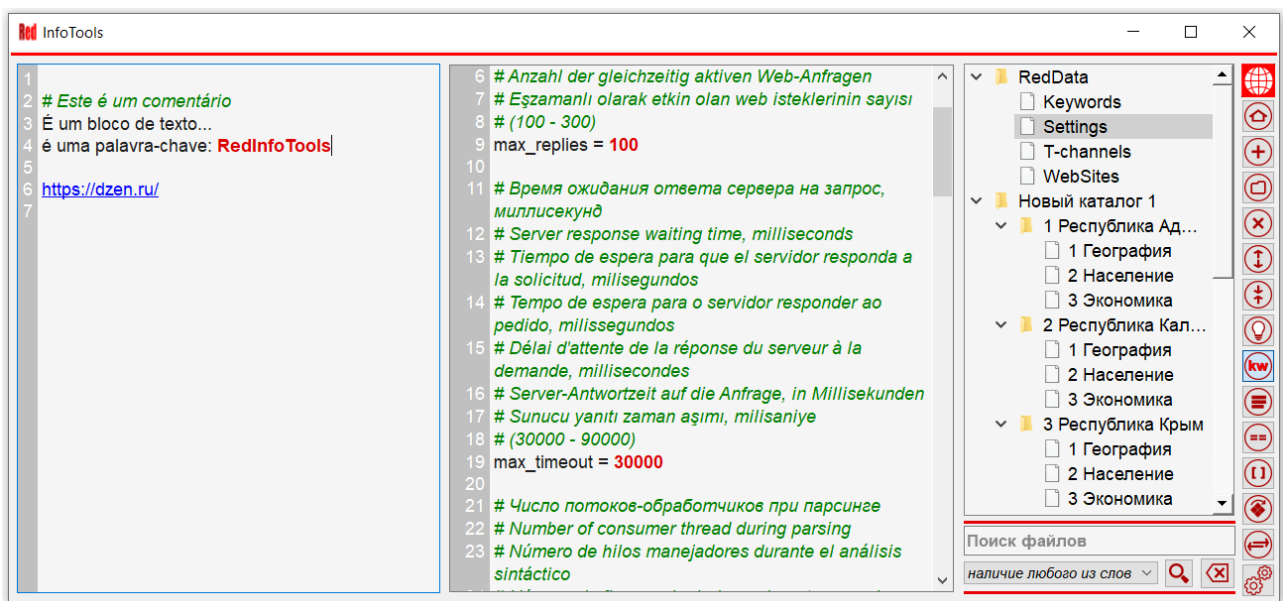 Red InfoTools
1
2 # Este é um comentário
3 É um bloco de texto...
4 é uma palavra-chave: RedInfoTools
5
6 https://dzen.ru/
7
6 # Anzahl der gleichzeitig aktiven Web-Anfragen
7 # Eşzamanlı olarak etkin olan web isteklerinin sayısı
8 # (100 - 300)
9 max_replies = 100
10
11 # Время ожидания ответа сервера на запрос,
миллисекунд
12 # Server response waiting time, milliseconds
13 # Tiempo de espera para que el servidor responda a
la solicitud, milisegundos
14 # Tempo de espera para o servidor responder ao
pedido, milissegundos
15 # Délai d'attente de la réponse du serveur à la
demande, millisecondes
16 # Server-Antwortzeit auf die Anfrage, in Millisekunden
17 # Sunucu yanıtı zaman aşımı, milisaniye
18 # (30000 - 90000)
19 max_timeout = 30000
20
21 # Число потоков-обработчиков при парсинге
22 # Number of consumer thread during parsing
23 # Número de hilos manejadores durante el análisis
sintáctico
RedData
Keywords
Settings
T-channels
WebSites
Новый каталог 1
1 Республика Ад...
1 География
2 Население
3 Экономика
2 Республика Кал...
1 География
2 Население
3 Экономика
3 Республика Крым
1 География
2 Население
3 Экономика
Поиск файлов
наличие любого из слов
kw
==
[ ]